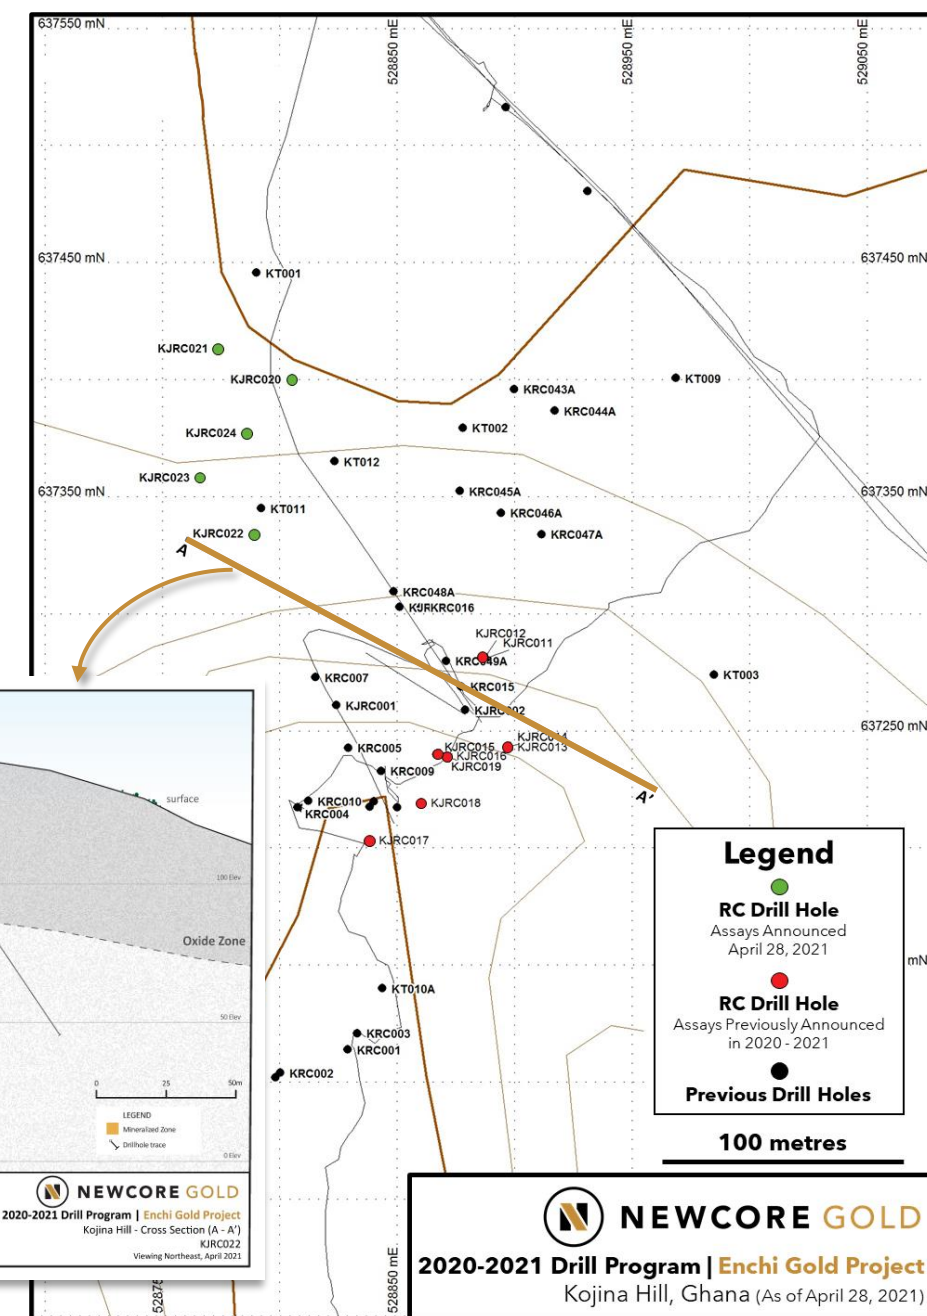 637550 mN
528850 mE
528950 mE
529050 mE
637450 mN
637450 mN
KT001
KJRC021
KJRC020
KT009
KRC043A
KRC044A
KT002
KJRC024
KT012
KJRC023
637350 mN
637350 mN
KRC045A
KT011
KRC046A
KJRC022
KRC047A
A
KRC048A
KRC016
KJRC012
KJRC011
KRC049A
KRC007
KT003
KRC015
KJRC001
KJRC002
637250 mN
KJRC014
KJRC013
KRC005
KJRC015
KJRC016
KJRC019
KRC009
A'
KRC010
KJRC018
KRC004
KJRC017
surface
100 Elev
Oxide Zone
50 Elev
0
25
50m
LEGEND
Mineralized Zone
Drillhole trace
0 Elev
NEWCORE GOLD
2020-2021 Drill Program | Enchi Gold Project
Kojina Hill - Cross Section (A - A')
KJRC022
Viewing Northeast, April 2021
Legend
RC Drill Hole
Assays Announced
April 28, 2021
mN
RC Drill Hole
Assays Previously Announced
in 2020 - 2021
Previous Drill Holes
KT010A
KRC003
KRC001
KRC002
100 metres
NEWCORE GOLD
2020-2021 Drill Program | Enchi Gold Project
Kojina Hill, Ghana (As of April 28, 2021)
528850 mE